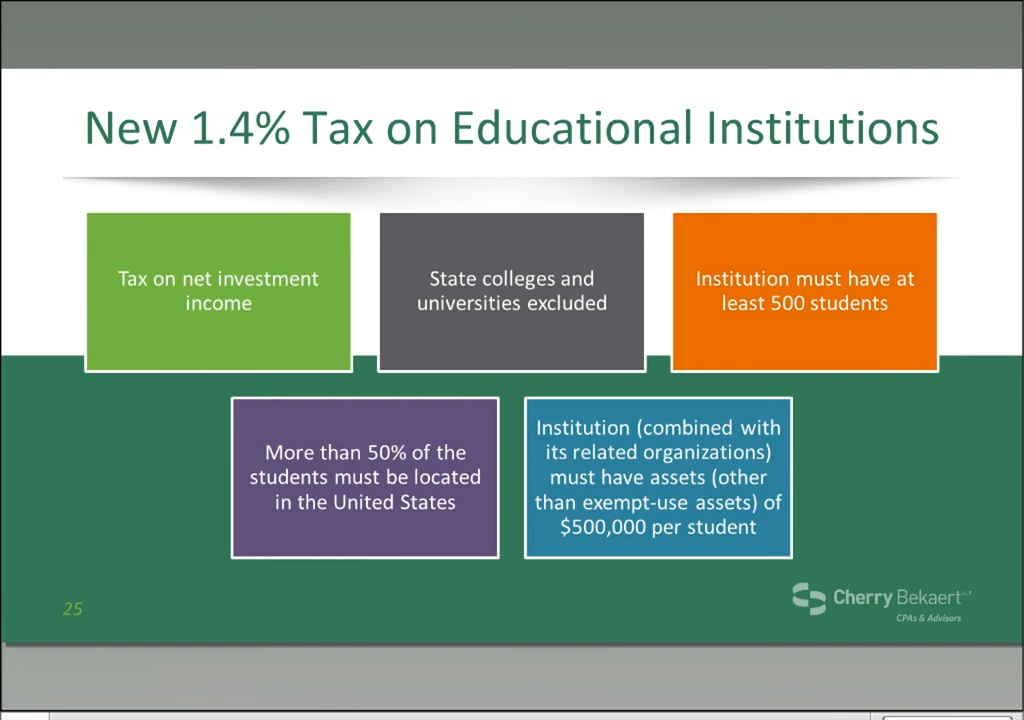 New 1.4% Tax on Educational Institutions
Tax on net investment
income
State colleges and
universities excluded
Institution must have at
least 500 students
More than 50% of the
students must be located
in the United States
Institution (combined with
its related organizations)
must have assets (other
than exempt-use assets) of
$500,000 per student
25
Cherry Bekaert LLP
CPAs & Advisors